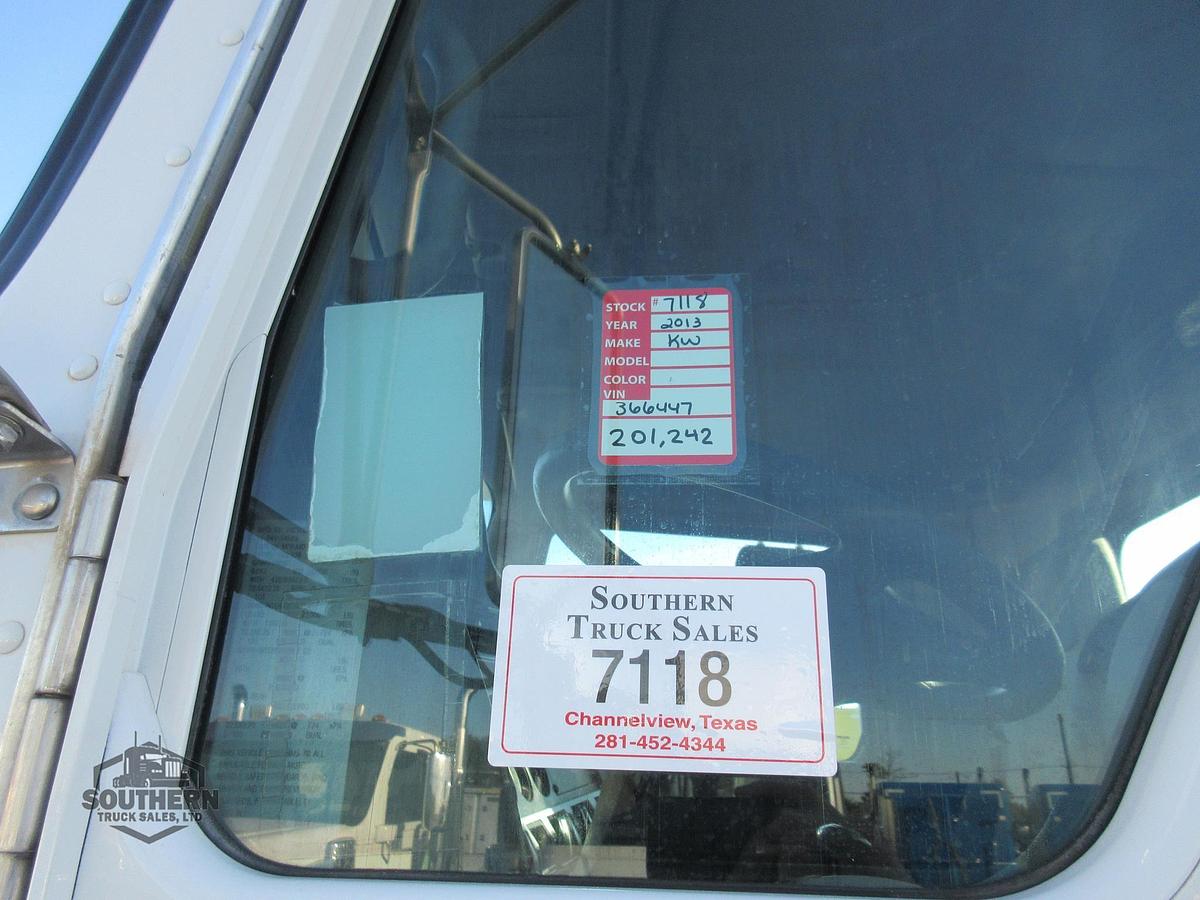 STOCK #7118
YEAR 2013
MAKE KW
MODEL
COLOR
VIN
366447
201,242
SOUTHERN
TRUCK SALES
7118
Channelview, Texas
281-452-4344
SOUTHERN
TRUCK SALES, LTD